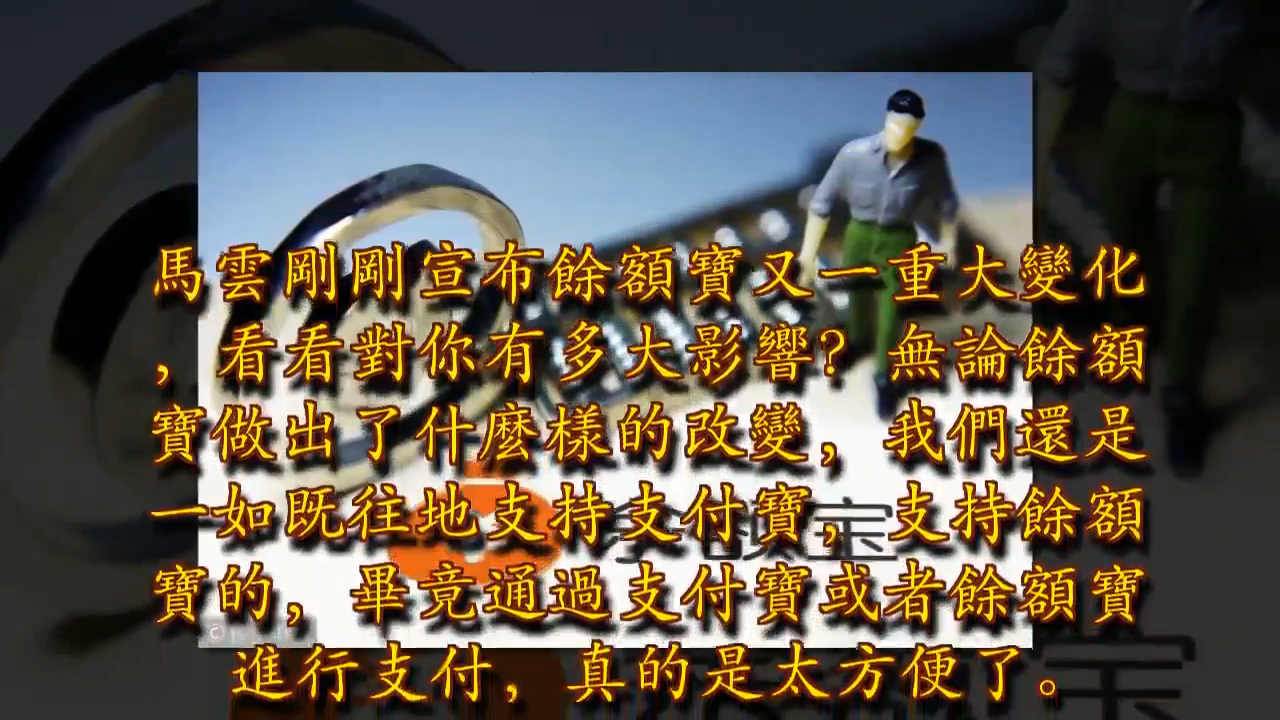 馬雲剛剛宣布餘額寶又一重大變化
，看看對你有多大影響？無論餘額
寶做出了什麼樣的改變，我們還是
一如既往地支持支付寶，支持餘額
寶的，畢竟通過支付寶或者餘額寶
進行支付，真的是太方便了。
余额宝